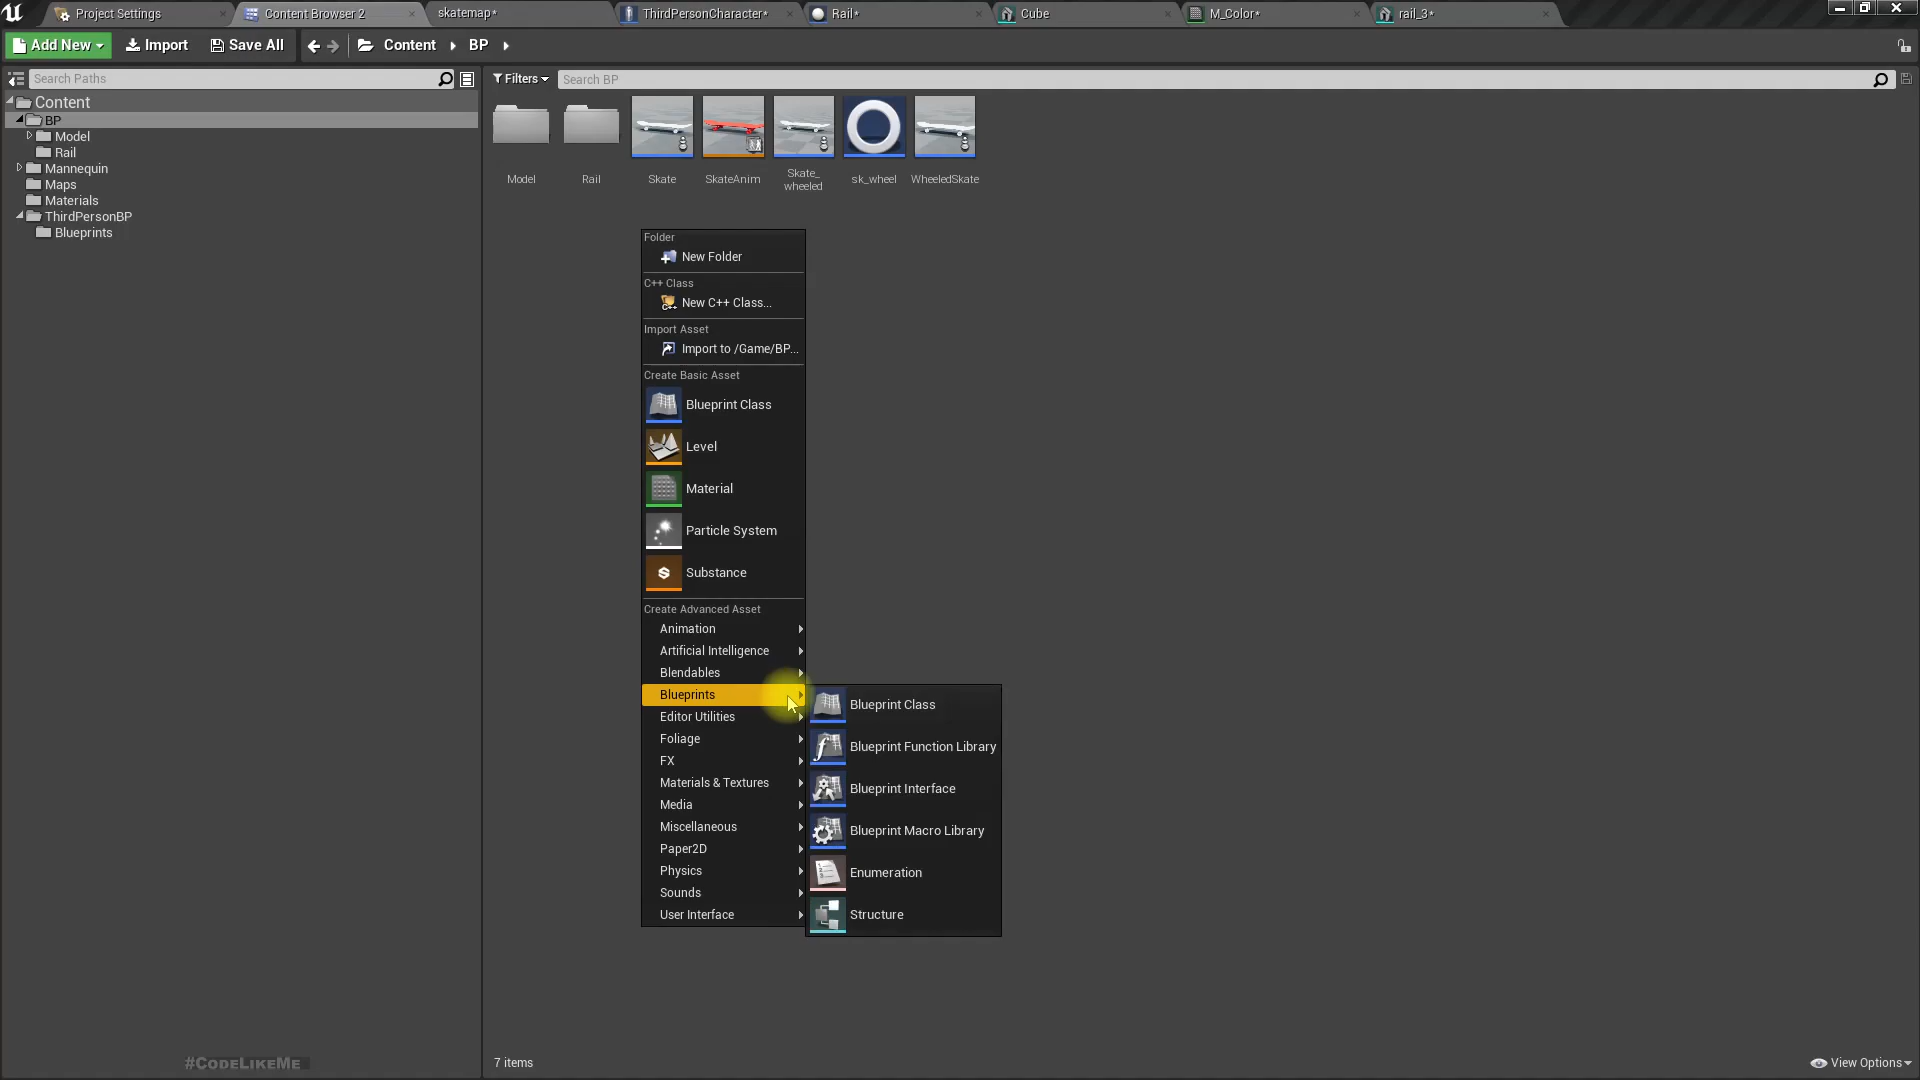 Project Settings
Content Browser 2
skatemap*
ThirdPersonCharacter*
Rail*
Cube
M_Color*
rail_3*
Add New
Import
Save All
Content
BP
Search Paths
Filters
Search BP
Content
BP
Model
Rail
Mannequin
Maps
Materials
ThirdPersonBP
Blueprints
Model
Rail
Skate
SkateAnim
Skate_
wheeled
sk_wheel
WheeledSkate
Folder
New Folder
C++ Class
New C++ Class...
Import Asset
Import to /Game/BP...
Create Basic Asset
Blueprint Class
Level
Material
Particle System
Substance
Create Advanced Asset
Animation
Artificial Intelligence
Blendables
Blueprints
Editor Utilities
Foliage
FX
Materials & Textures
Media
Miscellaneous
Paper2D
Physics
Sounds
User Interface
Blueprint Class
Blueprint Function Library
Blueprint Interface
Blueprint Macro Library
Enumeration
Structure
#CodeLikeMe
7 items
View Options